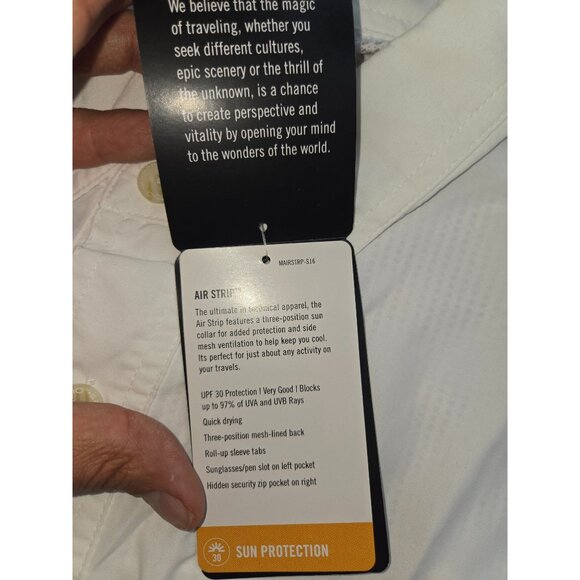 We believe that the magic
of traveling, whether you
seek different cultures,
epic scenery or the thrill of
the unknown, is a chance
to create perspective and
vitality by opening your mind
to the wonders of the world.
MAIRSTRP-S16
AIR STRIP™
The ultimate in technical apparel, the
Air Strip features a three-position sun
collar for added protection and side
mesh ventilation to help keep you cool.
Its perfect for just about any activity on
your travels.
UPF 30 Protection | Very Good | Blocks
up to 97% of UVA and UVB Rays
Quick drying
Three-position mesh-lined back
Roll-up sleeve tabs
Sunglasses/pen slot on left pocket
Hidden security zip pocket on right
30 SUN PROTECTION